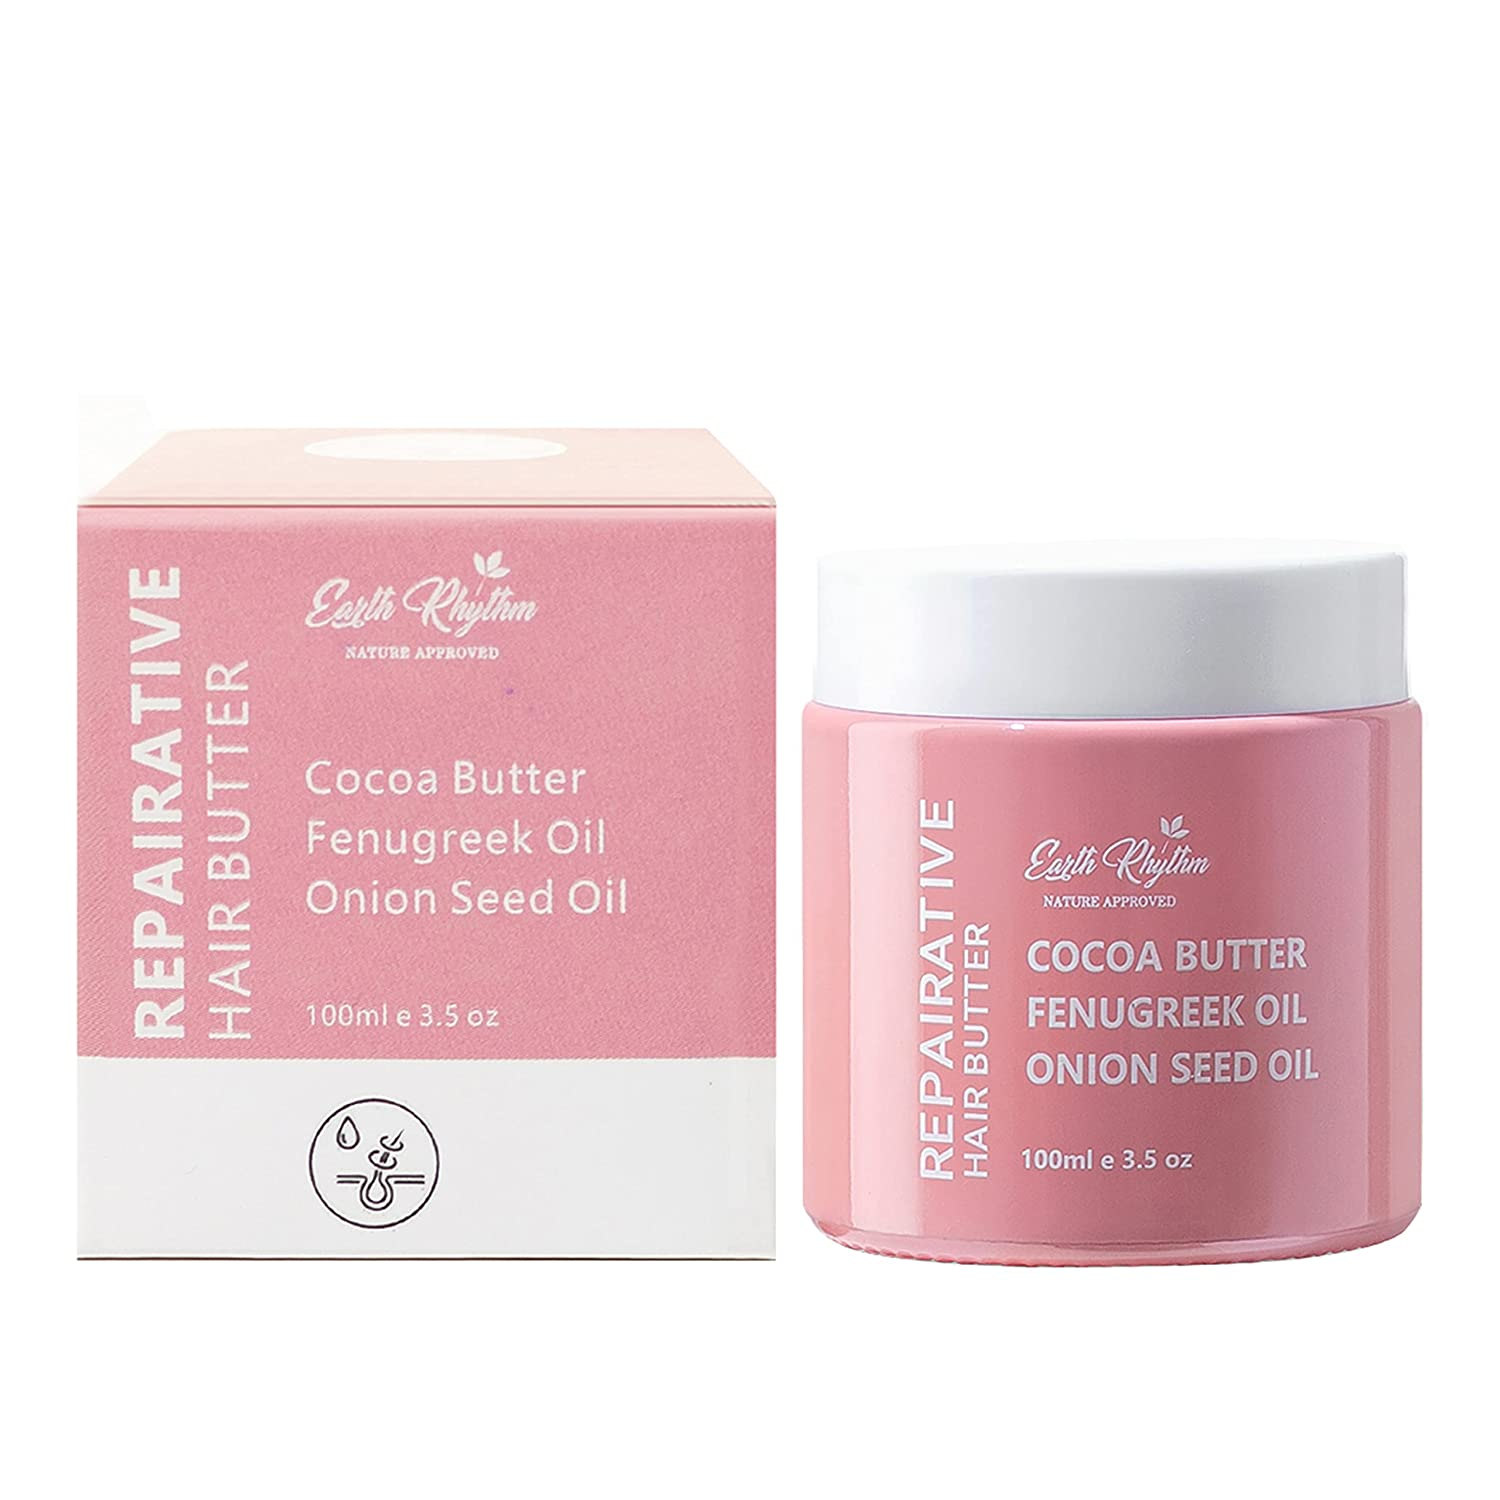 REPAIRATIVE
HAIR BUTTER
Earth Rhythm
NATURE APPROVED
Cocoa Butter
Fenugreek Oil
Onion Seed Oil
100ml e 3.5 oz
REPAIRATIVE
HAIR BUTTER
Earth Rhythm
NATURE APPROVED
COCOA BUTTER
FENUGREEK OIL
ONION SEED OIL
100ml e 3.5 oz